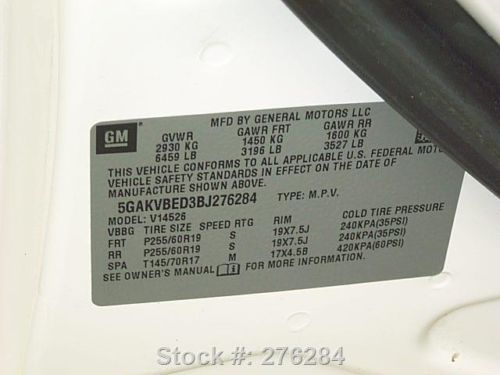 MFD BY GENERAL MOTORS LLC
GM
GVWR GAWR FRT GAWR RR
2930 KG 1450 KG 1600 KG
6459 LB 3196 LB 3527 LB
THIS VEHICLE CONFORMS TO ALL APPLICABLE U.S. FEDERAL MOTOR
VEHICLE SAFETY STANDARDS IN EFFECT ON THE DATE OF
MANUFACTURE SHOWN ABOVE.
5GAKVBED3BJ276284 TYPE: M.P.V.
MODEL: V14526
VBBG TIRE SIZE SPEED RTG RIM COLD TIRE PRESSURE
FRT P255/60R19 S 19X7.5J 240KPA(35PSI)
RR P255/60R19 S 19X7.5J 240KPA(35PSI)
SPA T145/70R17 M 17X4.5B 420KPA(60PSI)
SEE OWNER'S MANUAL FOR MORE INFORMATION.
Stock #: 276284